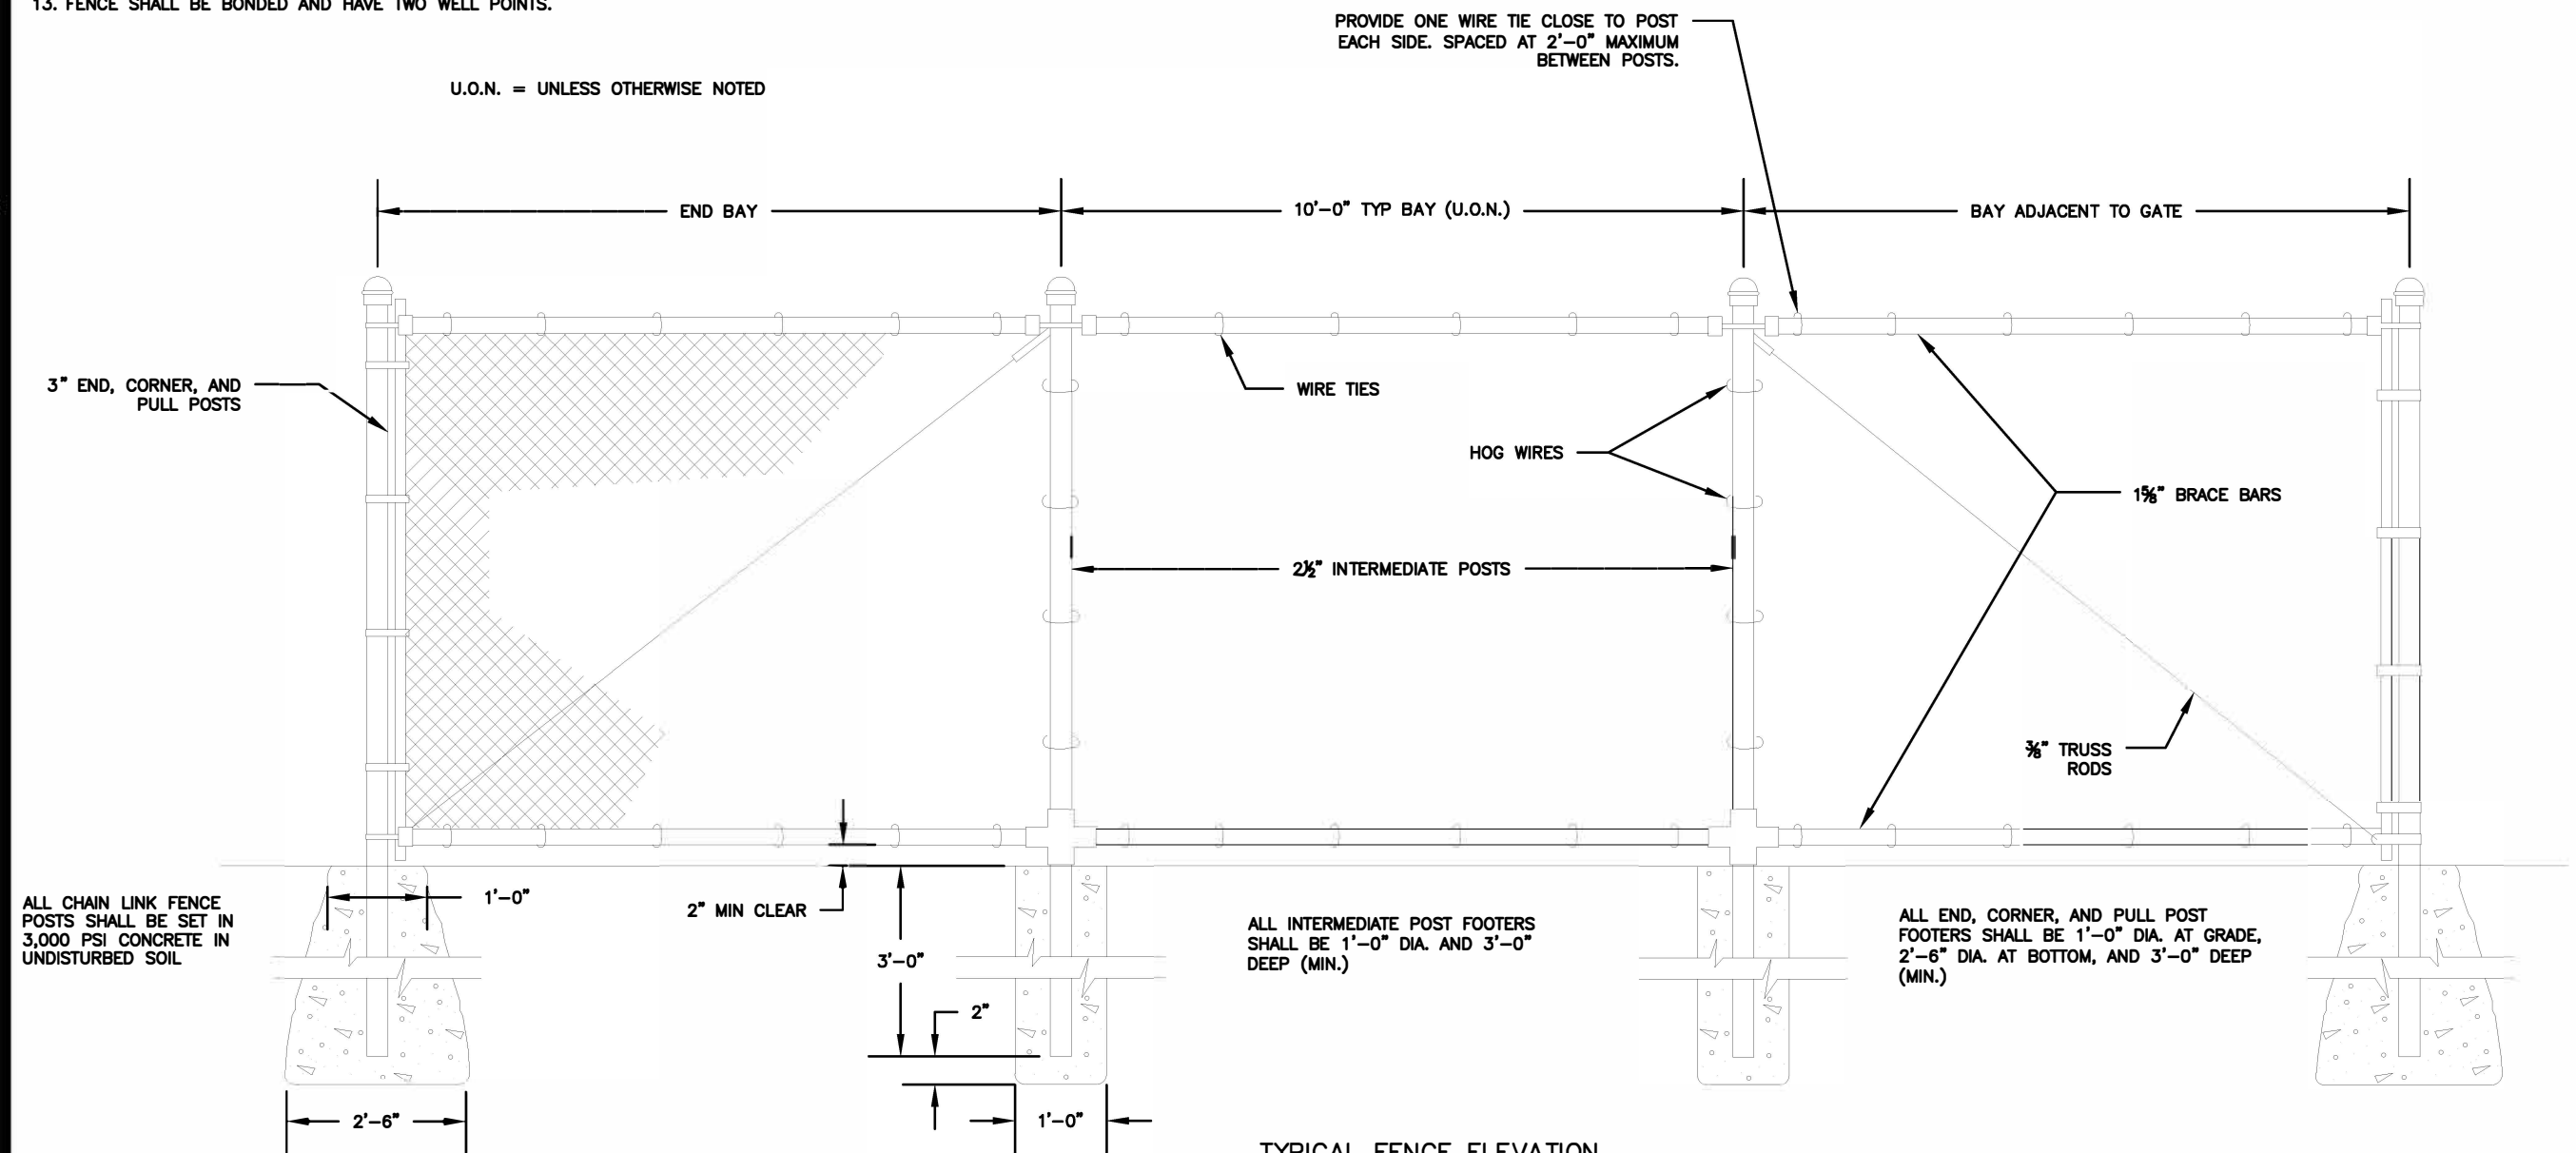 13. FENCE SHALL BE BONDED AND HAVE TWO WELL POINTS.
PROVIDE ONE WIRE TIE CLOSE TO POST
EACH SIDE. SPACED AT 2'-0" MAXIMUM
BETWEEN POSTS.
U.O.N. = UNLESS OTHERWISE NOTED
END BAY
10'-0" TYP BAY (U.O.N.)
BAY ADJACENT TO GATE
3" END, CORNER, AND
PULL POSTS
WIRE TIES
HOG WIRES
1⅝" BRACE BARS
2½" INTERMEDIATE POSTS
⅜" TRUSS
RODS
ALL CHAIN LINK FENCE
POSTS SHALL BE SET IN
3,000 PSI CONCRETE IN
UNDISTURBED SOIL
1'-0"
2" MIN CLEAR
3'-0"
2"
ALL INTERMEDIATE POST FOOTERS
SHALL BE 1'-0" DIA. AND 3'-0"
DEEP (MIN.)
ALL END, CORNER, AND PULL POST
FOOTERS SHALL BE 1'-0" DIA. AT GRADE,
2'-6" DIA. AT BOTTOM, AND 3'-0" DEEP
(MIN.)
2'-6"
1'-0"
TYPICAL FENCE ELEVATION